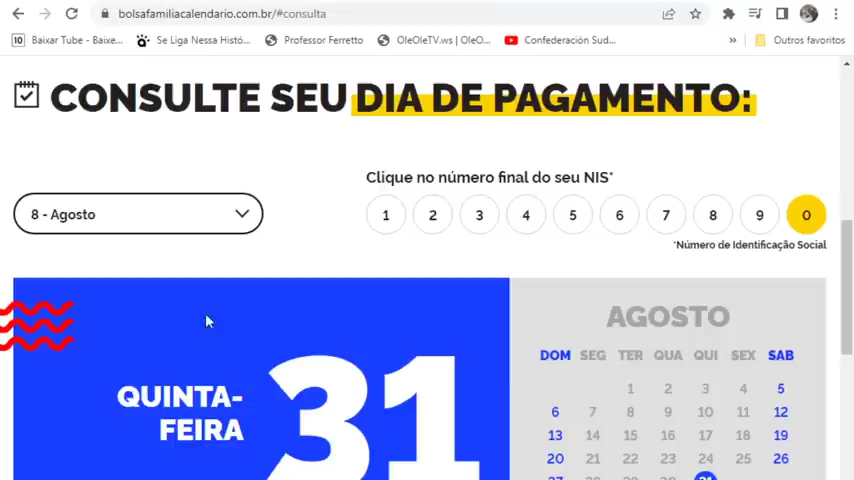 bolsafamiliacalendario.com.br/#consulta
Baixar Tube - Baixe...
Se Liga Nessa Histó...
Professor Ferretto
OleOleTV.ws | OleO...
Confederación Sud...
»
Outros favoritos
CONSULTE SEU DIA DE PAGAMENTO:
Clique no número final do seu NIS*
8 - Agosto
1 2 3 4 5 6 7 8 9 0
*Número de Identificação Social
AGOSTO
DOM SEG TER QUA QUI SEX SAB
1 2 3 4 5
6 7 8 9 10 11 12
13 14 15 16 17 18 19
20 21 22 23 24 25 26
QUINTA-
FEIRA
31